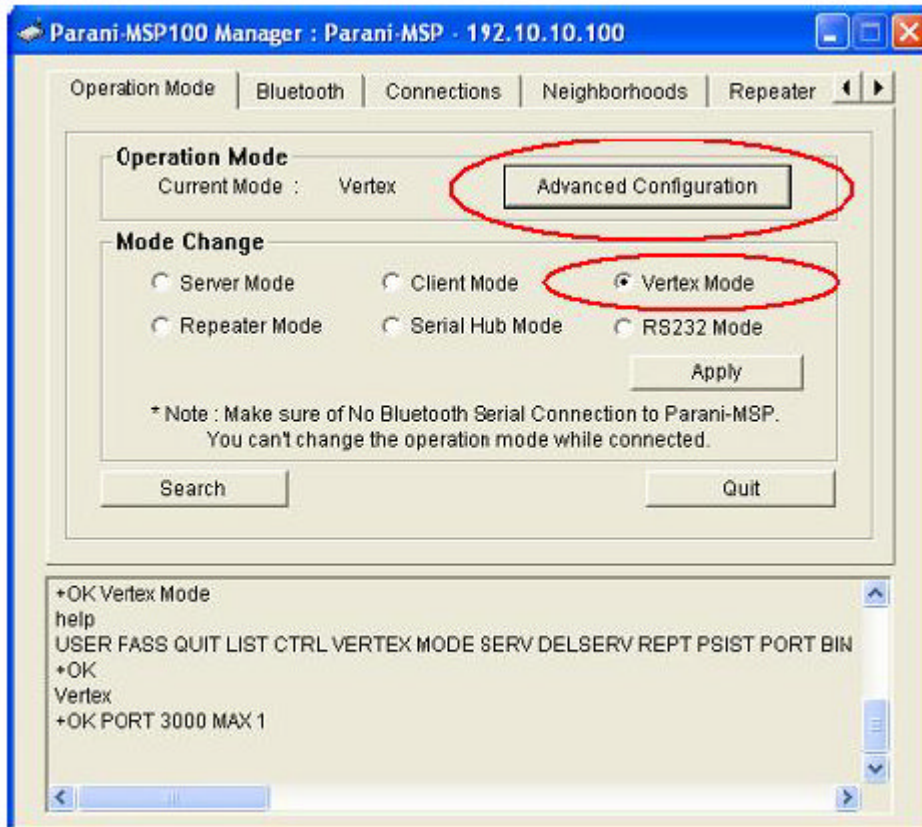 Parani-MSP100 Manager : Parani-MSP - 192.10.10.100
Operation Mode Bluetooth Connections Neighborhoods Repeater
Operation Mode
Current Mode : Vertex Advanced Configuration
Mode Change
Server Mode Client Mode Vertex Mode
Repeater Mode Serial Hub Mode RS232 Mode
Apply
* Note : Make sure of No Bluetooth Serial Connection to Parani-MSP.
You can't change the operation mode while connected.
Search Quit
+OK Vertex Mode
help
USER FASS QUIT LIST CTRL VERTEX MODE SERV DELSERV REPT PSIST PORT BIN
+OK
Vertex
+OK PORT 3000 MAX 1